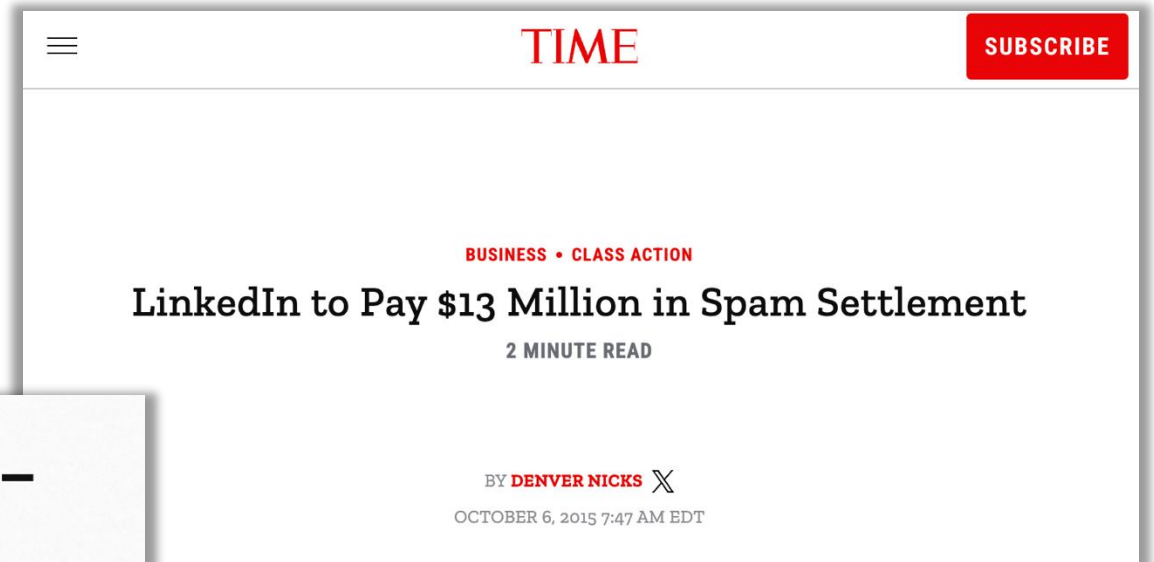 TIME
SUBSCRIBE
BUSINESS • CLASS ACTION
LinkedIn to Pay $13 Million in Spam Settlement
2 MINUTE READ
BY DENVER NICKS X
OCTOBER 6, 2015 7:47 AM EDT